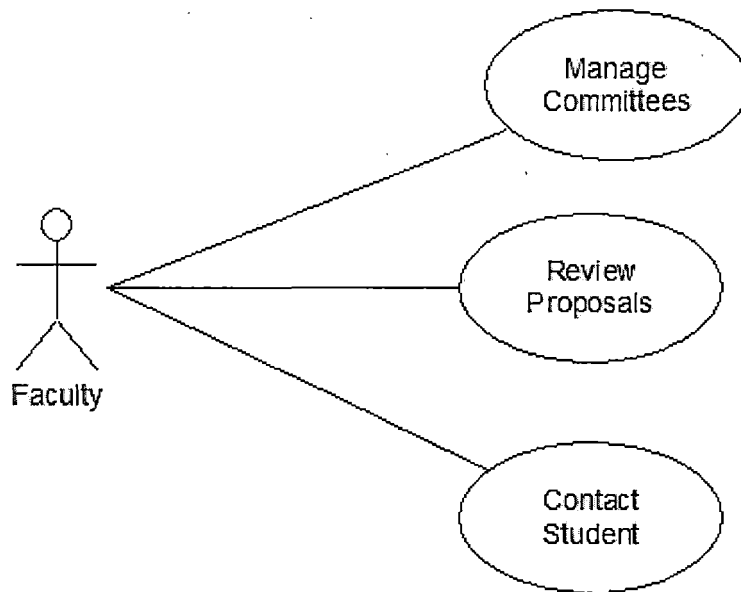 Manage
Committees
Review
Proposals
Faculty
Contact
Student